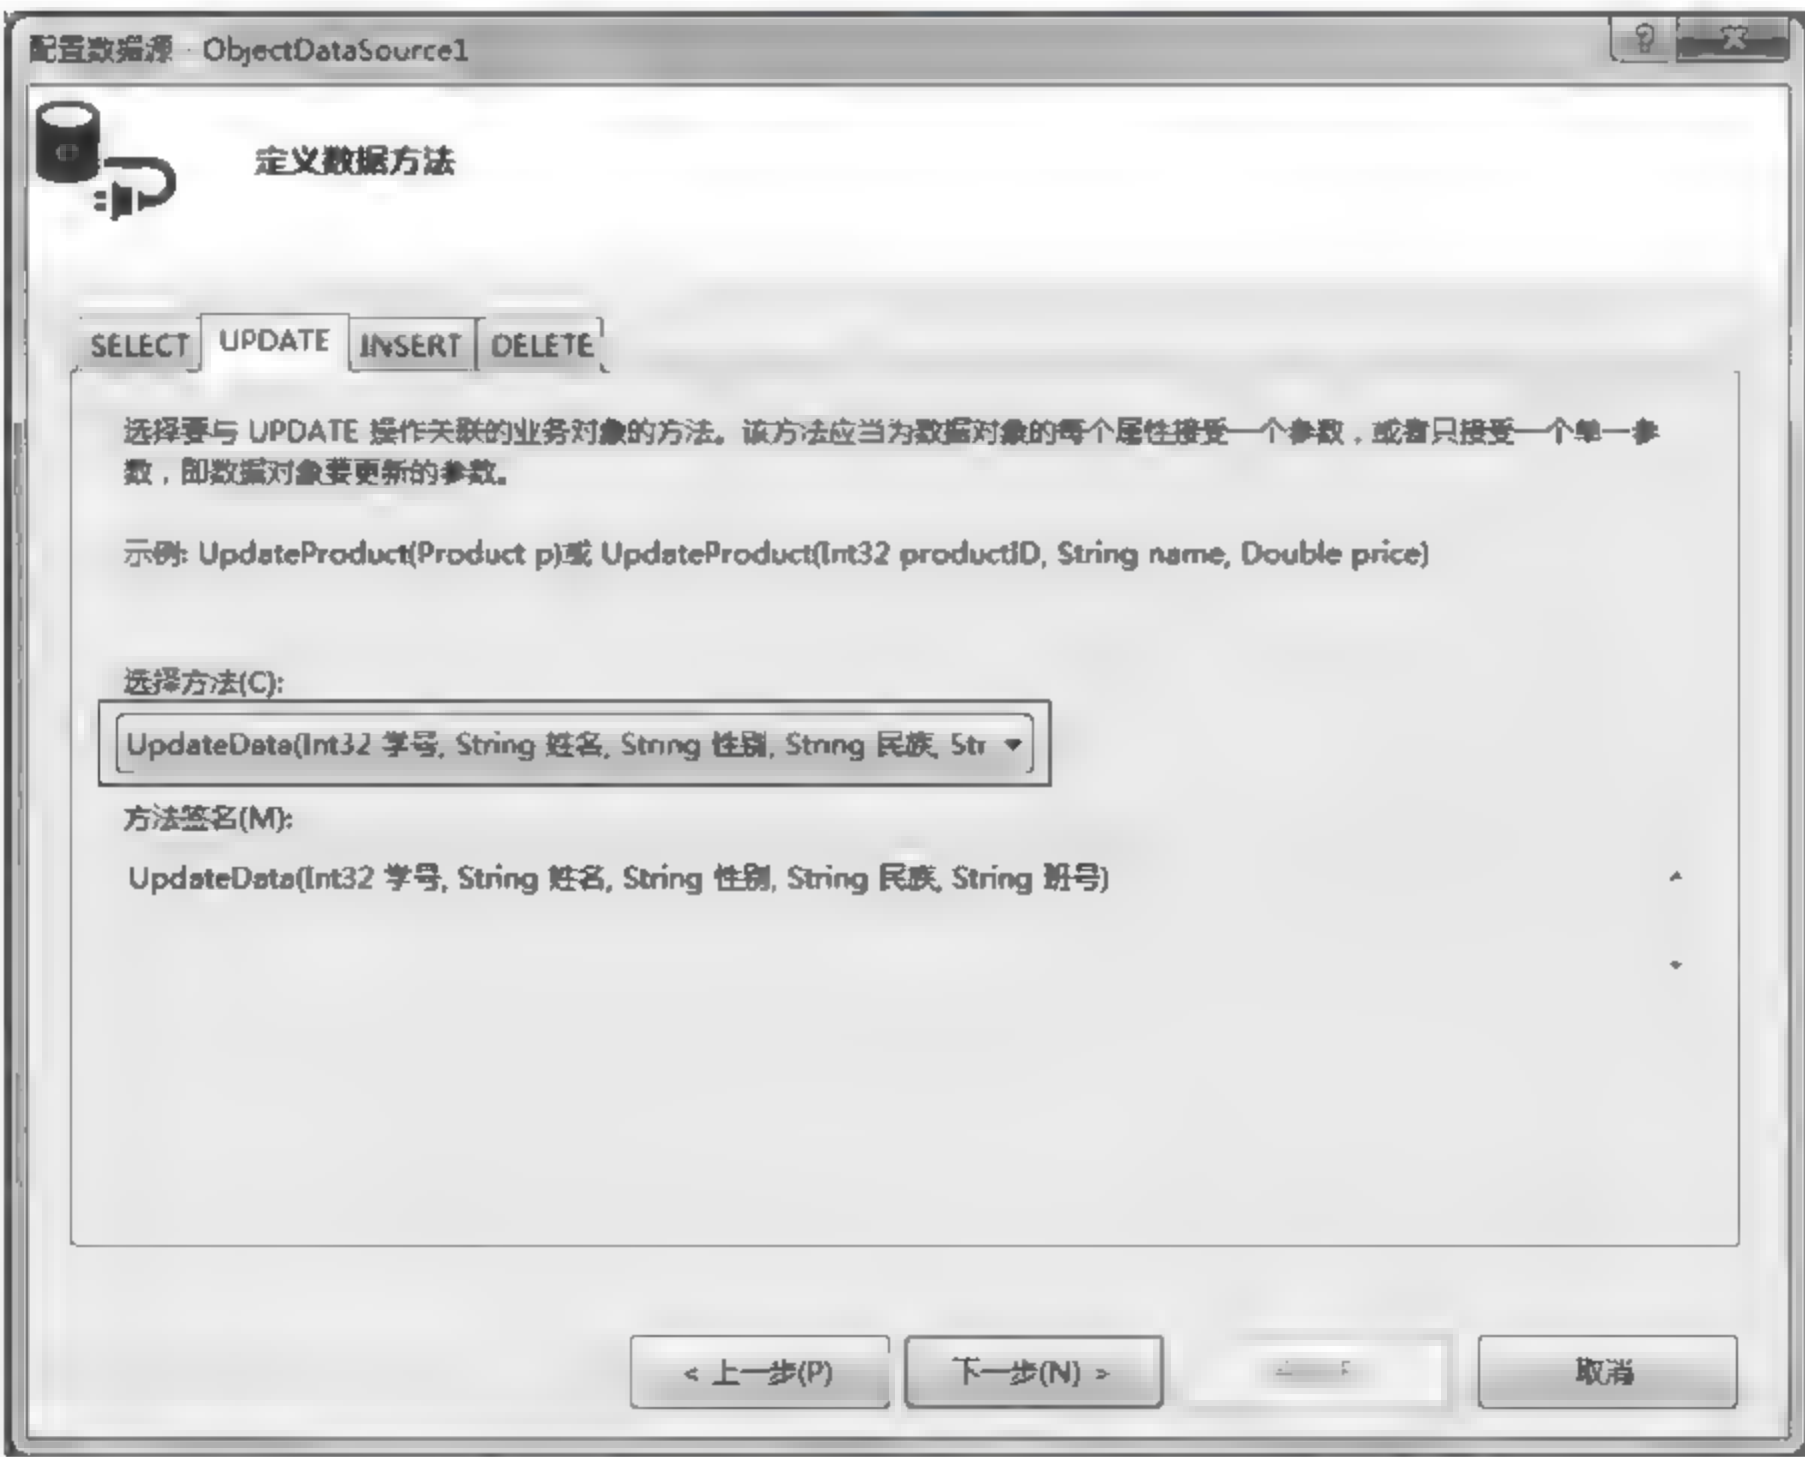 配置数据源 - ObjectDataSource1
定义数据方法
SELECT UPDATE INSERT DELETE
选择要与 UPDATE 操作关联的业务对象的方法。该方法应当为数据对象的每个属性接受一个参数，或者只接受一个单一参
数，即数据对象要更新的参数。
示例: UpdateProduct(Product p)或 UpdateProduct(Int32 productID, String name, Double price)
选择方法(C):
UpdateData(Int32 学号, String 姓名, String 性别, String 民族, Str
方法签名(M):
UpdateData(Int32 学号, String 姓名, String 性别, String 民族, String 班号)
< 上一步(P) 下一步(N) > 取消